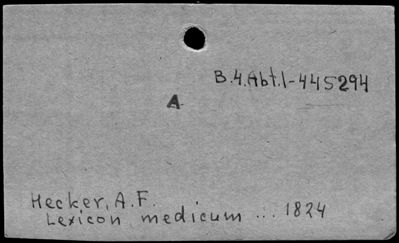 B.4.Abt.1-445294
A
Hecker, A.F.
Lexicon medicum ... 1824